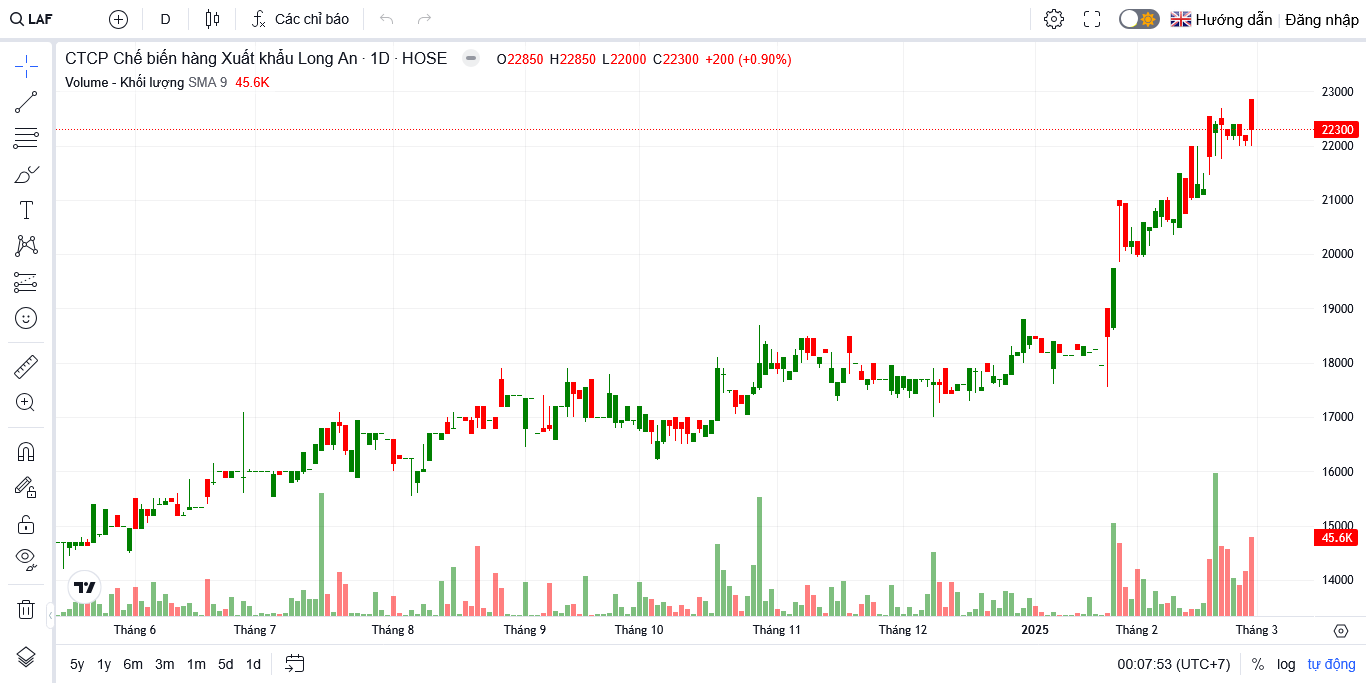 LAF D Các chỉ báo Hướng dẫn Đăng nhập
CTCP Chế biến hàng Xuất khẩu Long An · 1D · HOSE O22850 H22850 L22000 C22300 +200 (+0.90%)
Volume - Khối lượng SMA 9 45.6K
23000
22300
22000
21000
20000
19000
18000
17000
16000
15000
45.6K
14000
Tháng 6 Tháng 7 Tháng 8 Tháng 9 Tháng 10 Tháng 11 Tháng 12 2025 Tháng 2 Tháng 3
5y 1y 6m 3m 1m 5d 1d 00:07:53 (UTC+7) % log tự động